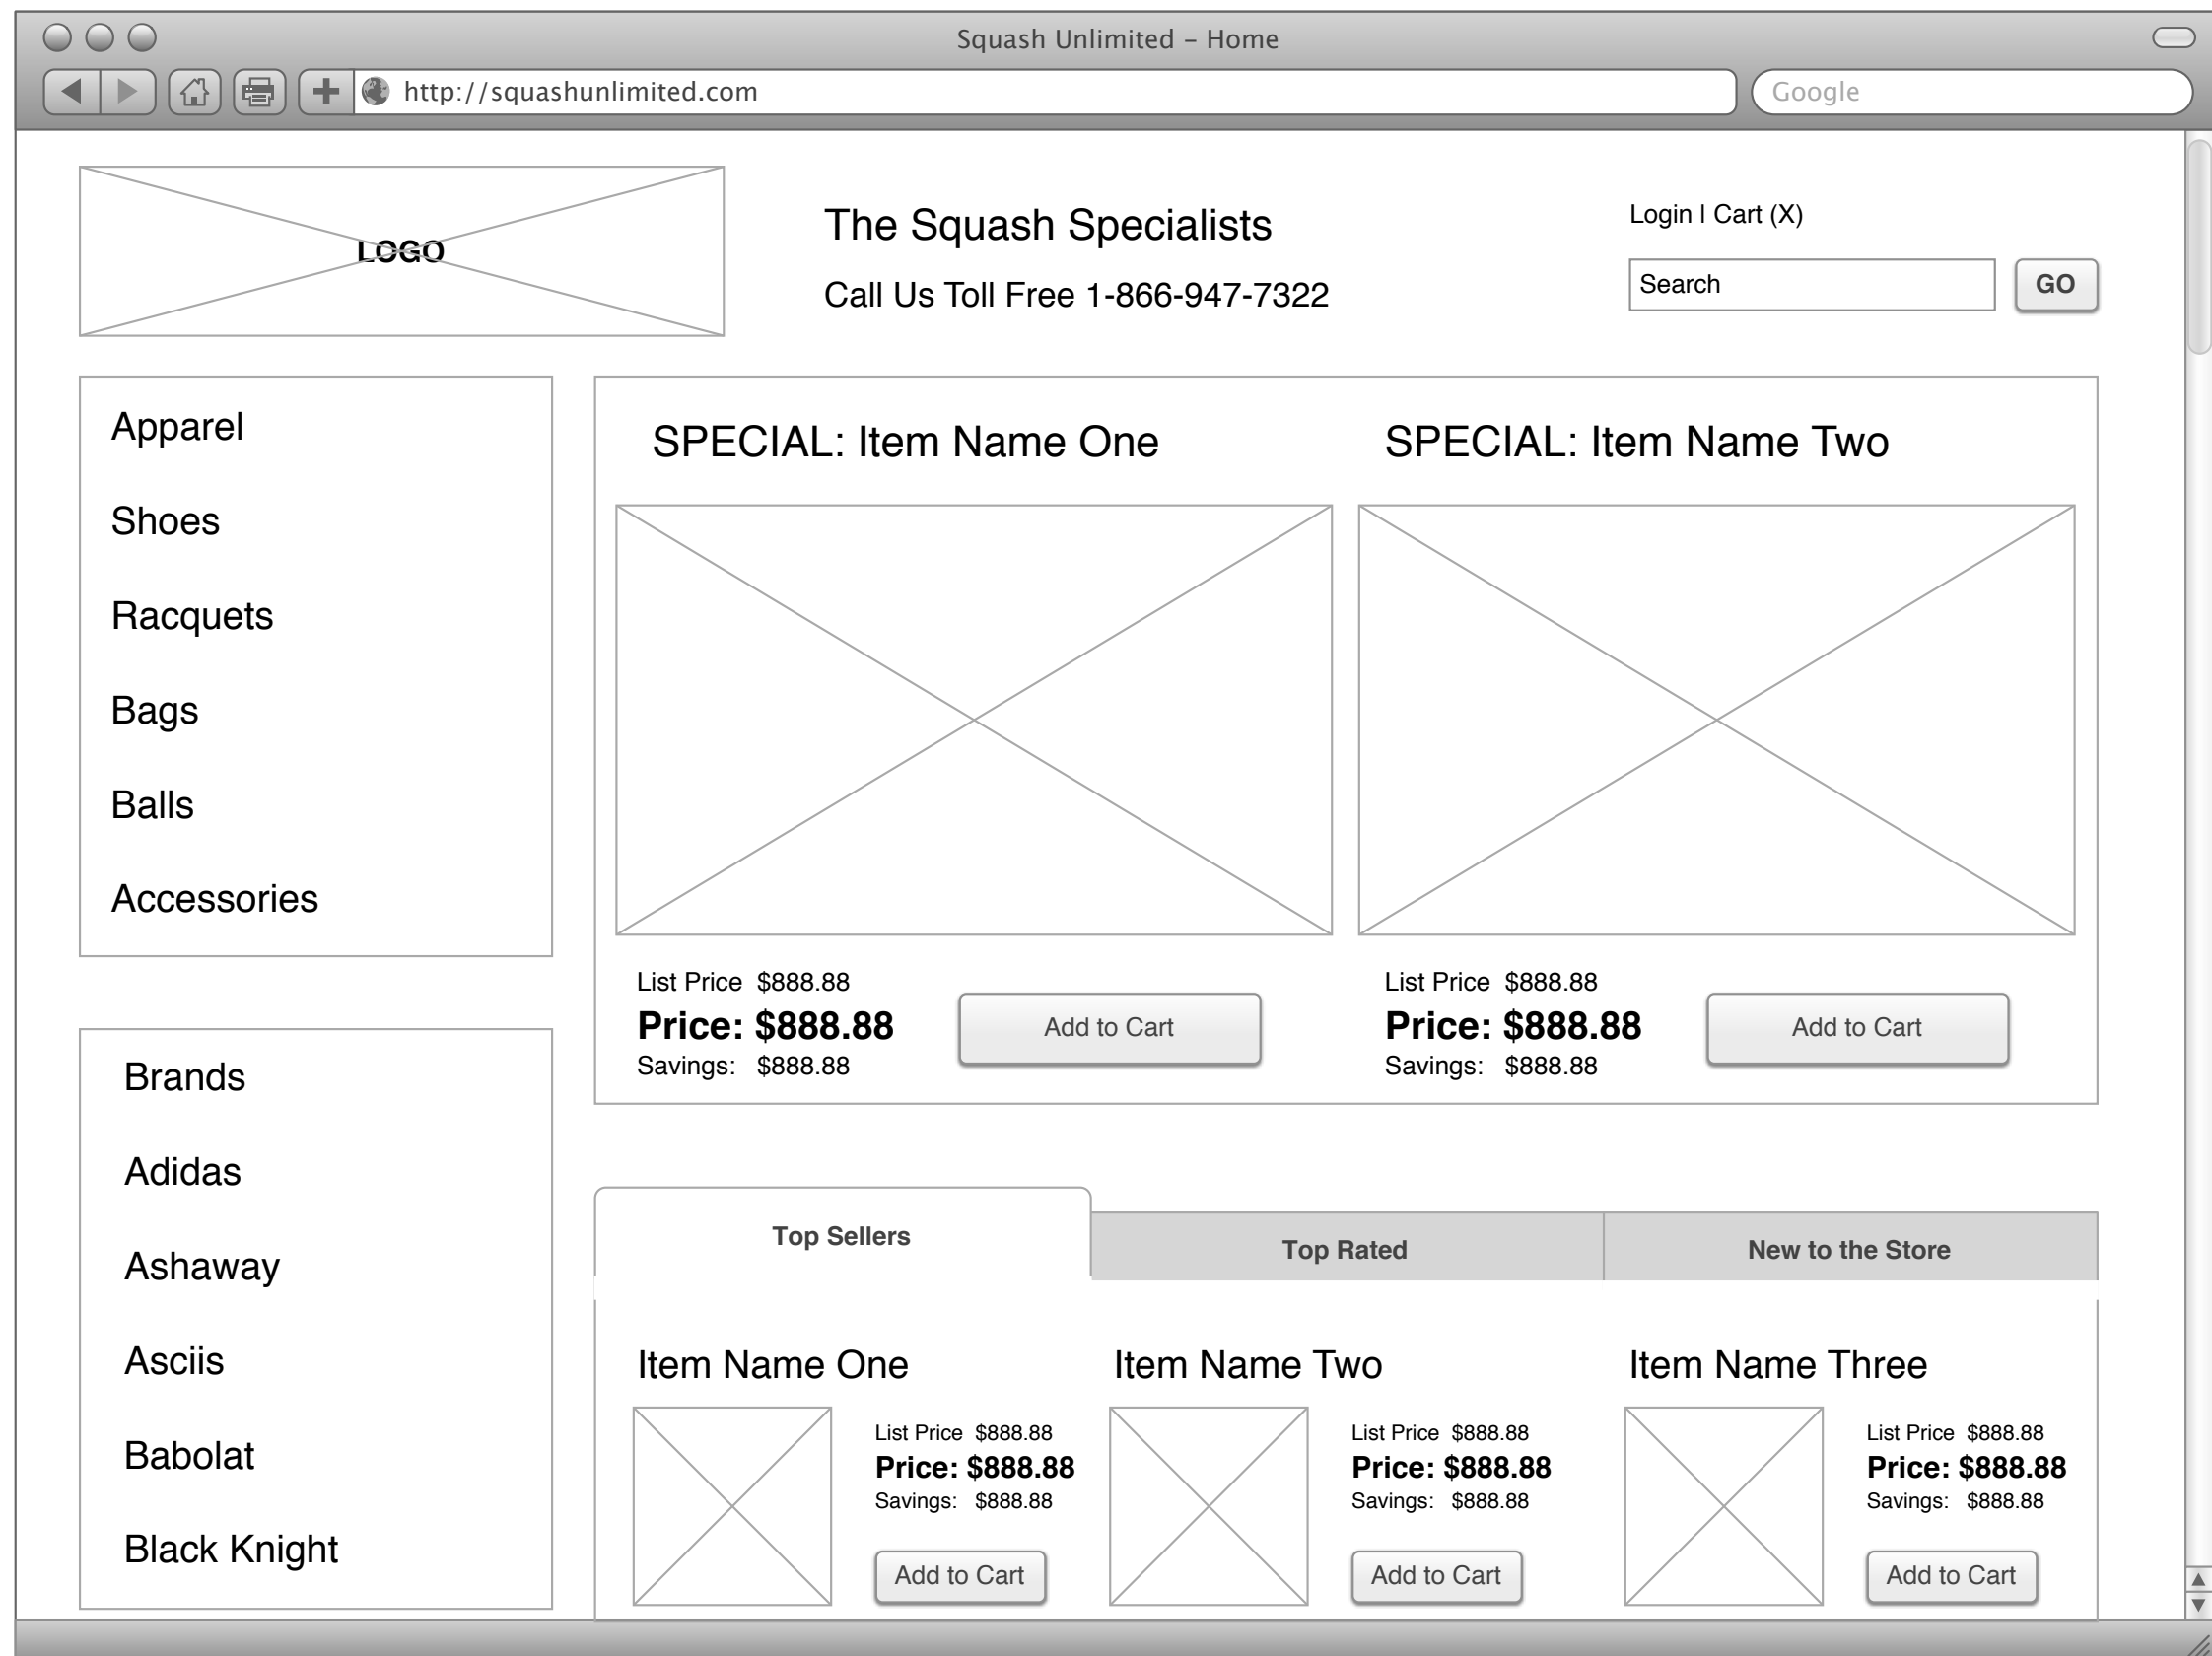 Squash Unlimited – Home
http://squashunlimited.com
Google
LOGO
The Squash Specialists
Call Us Toll Free 1-866-947-7322
Login | Cart (X)
Search
GO
Apparel
Shoes
Racquets
Bags
Balls
Accessories
Brands
Adidas
Ashaway
Asciis
Babolat
Black Knight
SPECIAL: Item Name One
List Price $888.88
Price: $888.88
Savings: $888.88
Add to Cart
SPECIAL: Item Name Two
List Price $888.88
Price: $888.88
Savings: $888.88
Add to Cart
Top Sellers
Top Rated
New to the Store
Item Name One
List Price $888.88
Price: $888.88
Savings: $888.88
Add to Cart
Item Name Two
List Price $888.88
Price: $888.88
Savings: $888.88
Add to Cart
Item Name Three
List Price $888.88
Price: $888.88
Savings: $888.88
Add to Cart